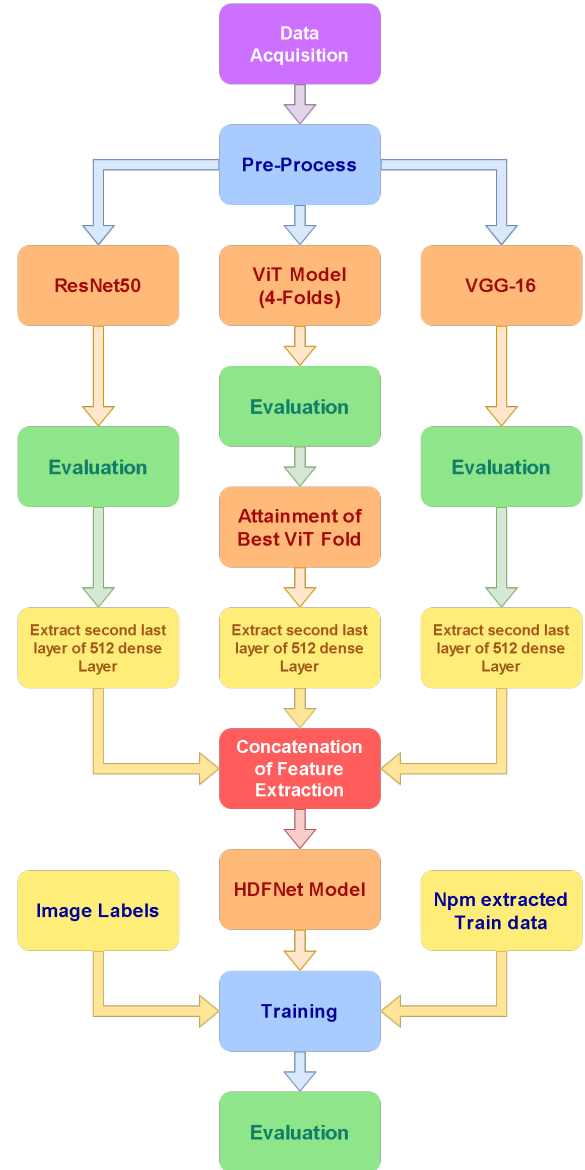 Data
Acquisition
Pre-Process
ResNet50
ViT Model
(4-Folds)
VGG-16
Evaluation
Evaluation
Evaluation
Attainment of
Best ViT Fold
Extract second last
layer of 512 dense
Layer
Extract second last
layer of 512 dense
Layer
Extract second last
layer of 512 dense
Layer
Concatenation
of Feature
Extraction
HDFNet Model
Image Labels
Npm extracted
Train data
Training
Evaluation